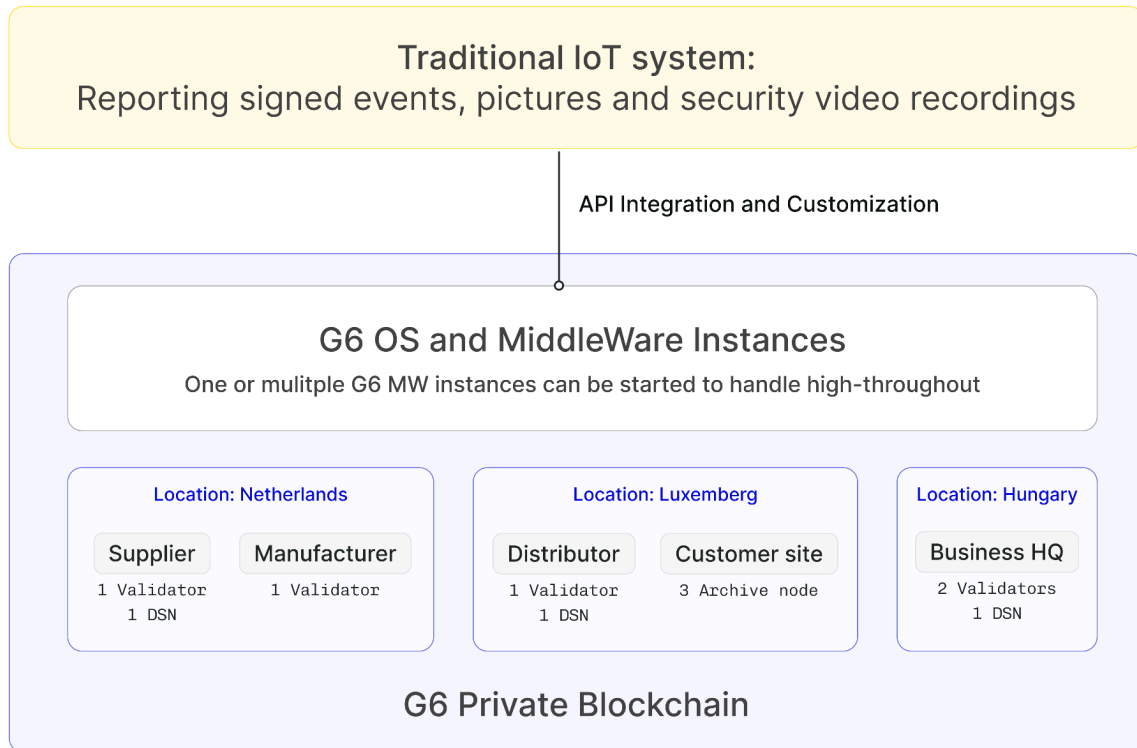 Traditional IoT system:
Reporting signed events, pictures and security video recordings
API Integration and Customization
G6 OS and MiddleWare Instances
One or mulitple G6 MW instances can be started to handle high-throughout
Location: Netherlands
Supplier
1 Validator
1 DSN
Manufacturer
1 Validator
Location: Luxemberg
Distributor
1 Validator
1 DSN
Customer site
3 Archive node
Location: Hungary
Business HQ
2 Validators
1 DSN
G6 Private Blockchain